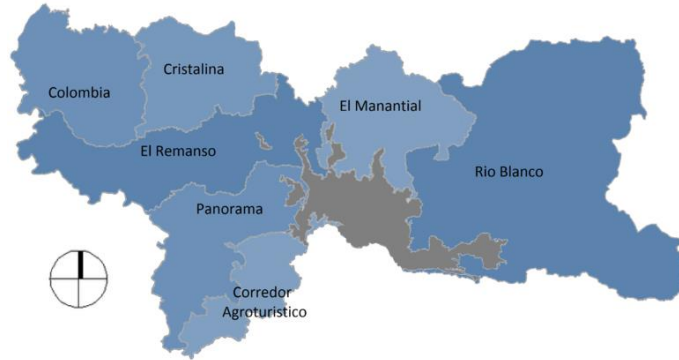 Cristalina
Colombia
El Manantial
El Remanso
Rio Blanco
Panorama
Corredor
Agroturistico